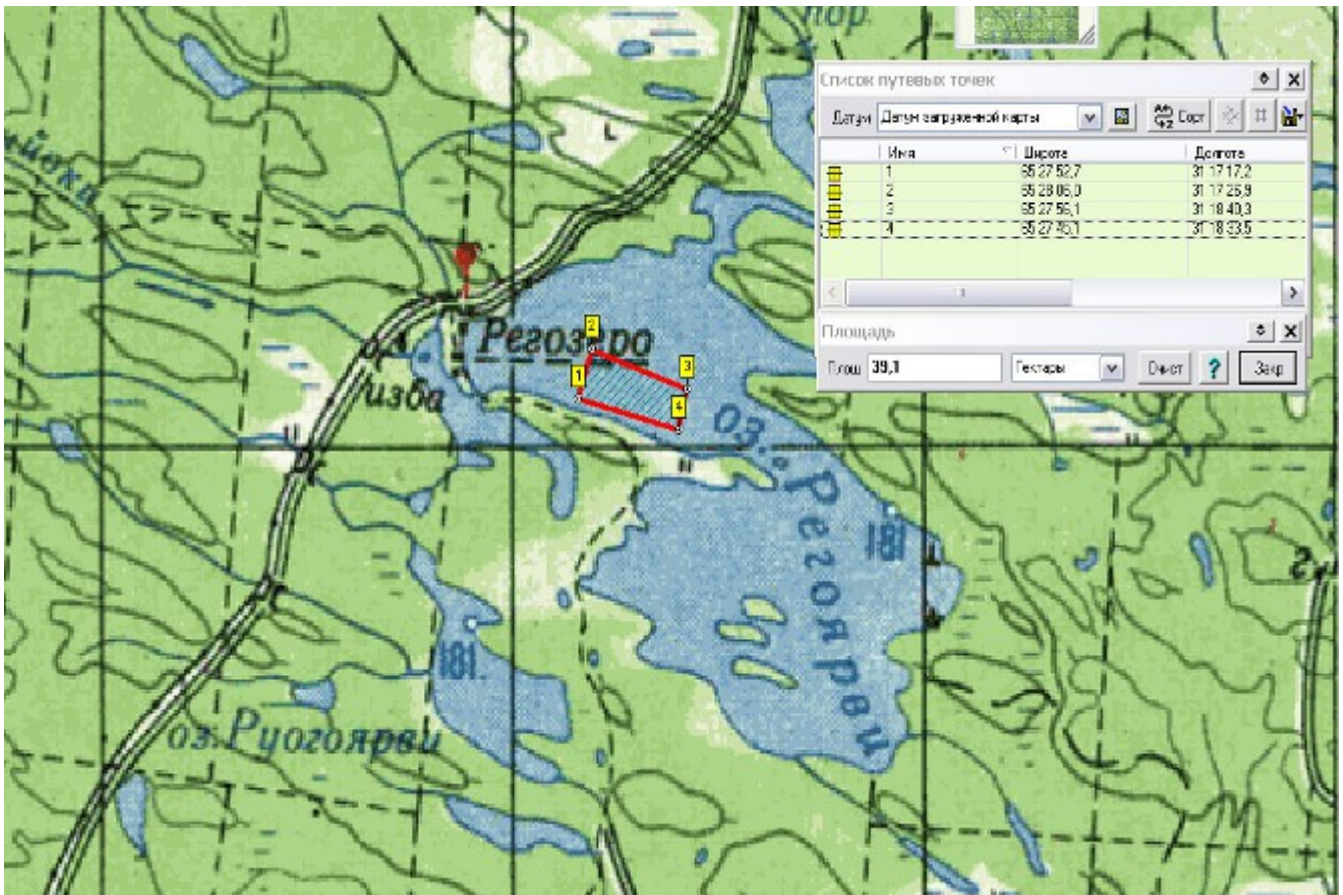 пор.
Список путевых точек
Датум Датум загруженной карты Сорт
Имя Широта Долгота
1 65 27 52,7 31 17 17,2
2 65 28 06,0 31 17 26,9
3 65 27 56,1 31 18 40,3
4 65 27 45,1 31 18 33,5
Площадь
Площ 39,1 Гектары Очист ? Закр
L
Регозеро
изба
1
2
3
4
оз. Регоярви
181
181.
оз. Руогоярви